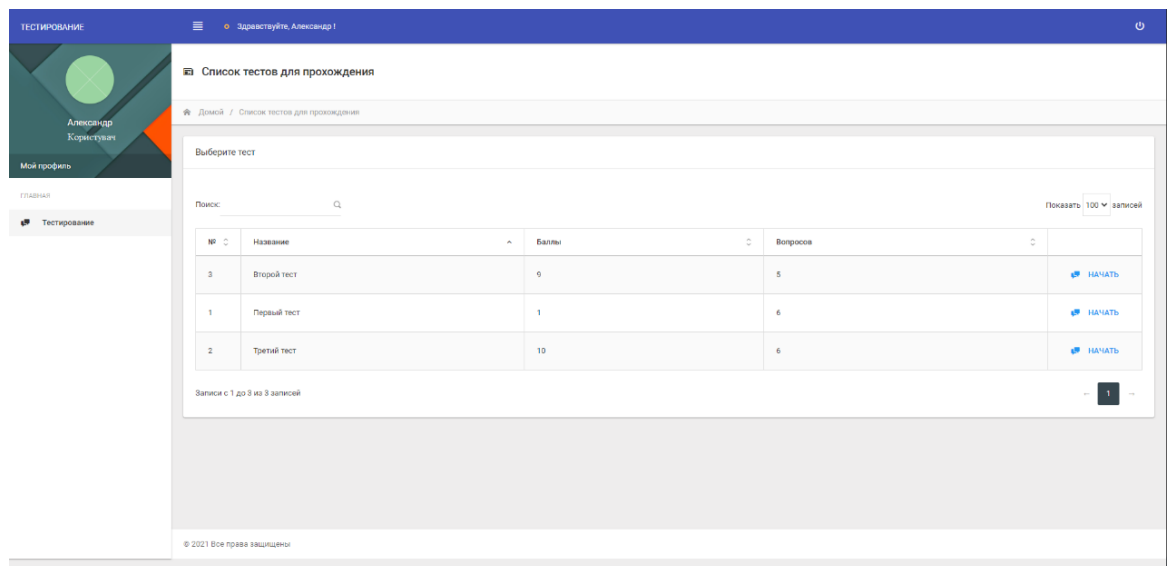 ТЕСТИРОВАНИЕ
Здравствуйте, Александр !
Александр
Користувач
Мой профиль
ГЛАВНАЯ
Тестирование
Список тестов для прохождения
Домой / Список тестов для прохождения
Выберите тест
Поиск:
Показать 100 записей
№ Название Баллы Вопросов
3 Второй тест 9 5 НАЧАТЬ
1 Первый тест 1 6 НАЧАТЬ
2 Третий тест 10 6 НАЧАТЬ
Записи с 1 до 3 из 3 записей
← 1 →
© 2021 Все права защищены